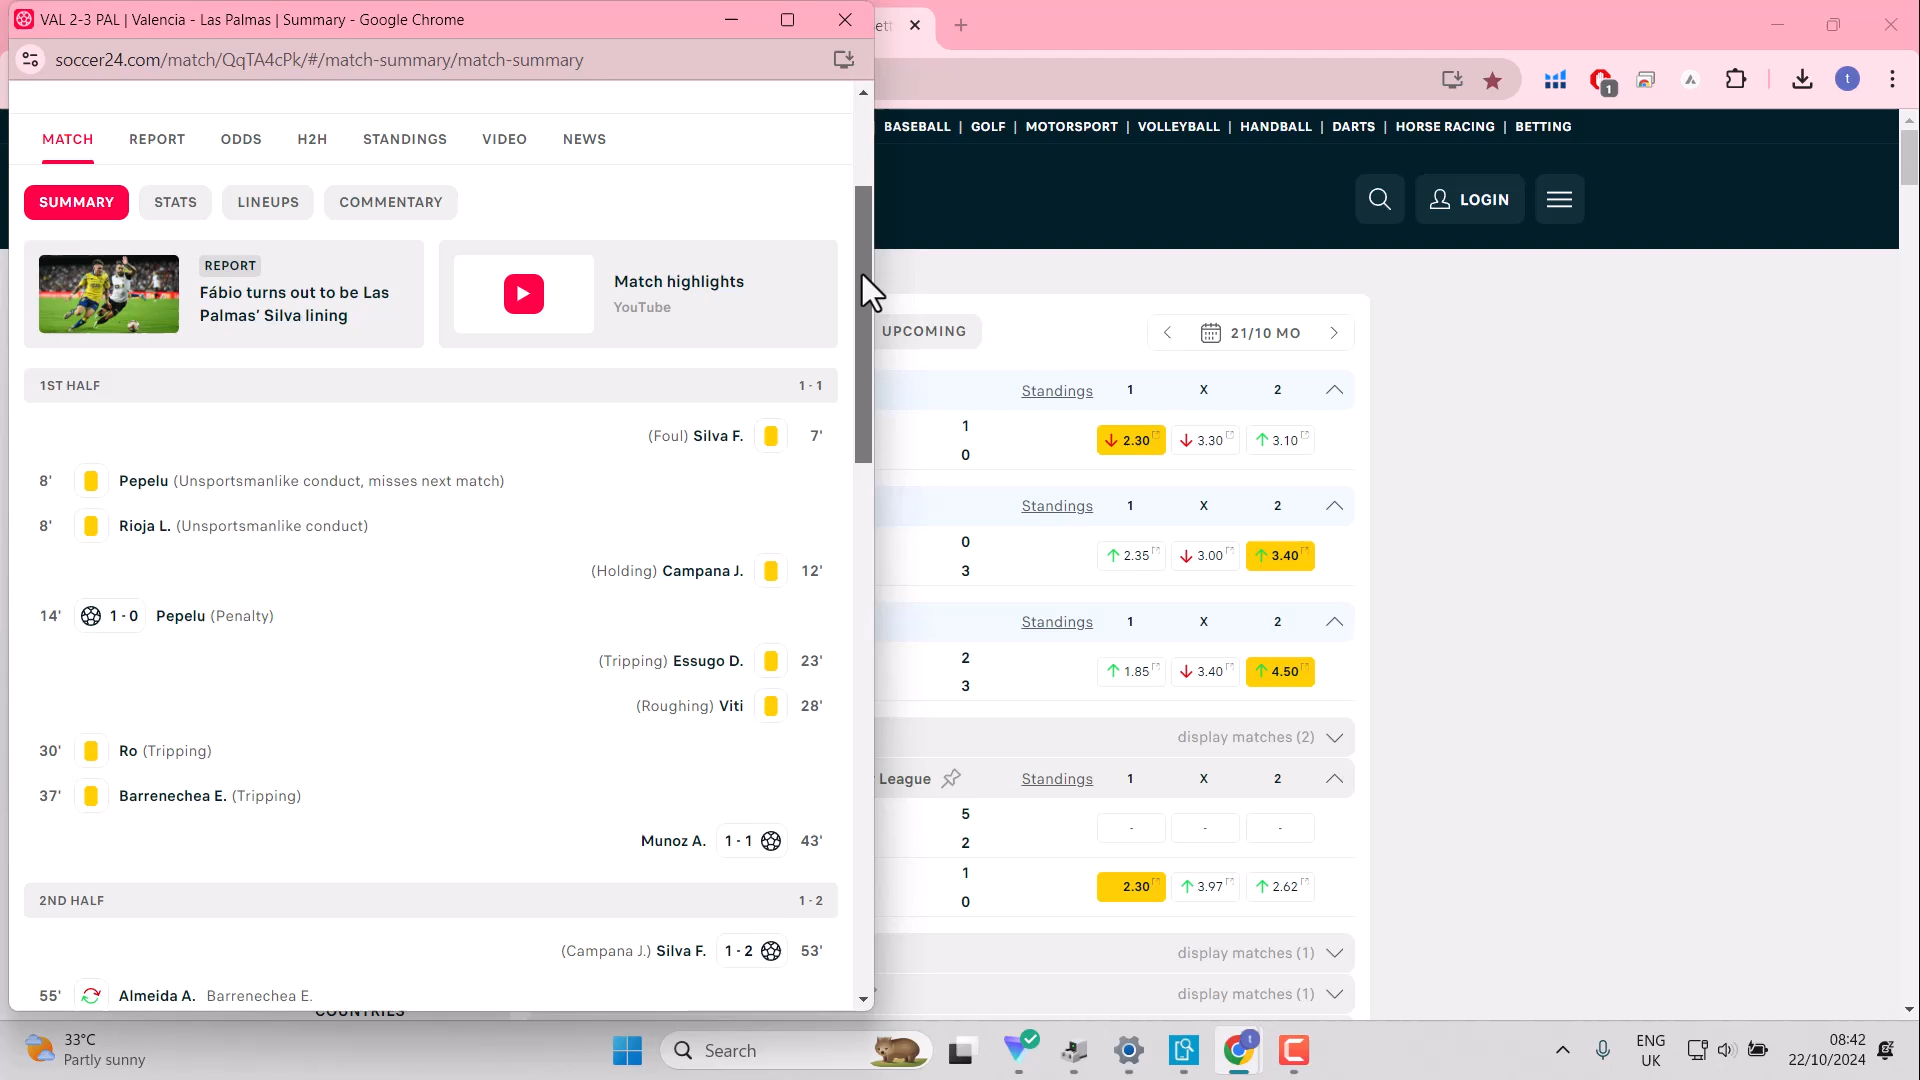 VAL 2-3 PAL | Valencia - Las Palmas | Summary - Google Chrome
soccer24.com/match/QqTA4cPk/#/match-summary/match-summary
MATCH REPORT ODDS H2H STANDINGS VIDEO NEWS
SUMMARY STATS LINEUPS COMMENTARY
REPORT
Fábio turns out to be Las
Palmas’ Silva lining
Match highlights
YouTube
1ST HALF 1 - 1
(Foul) Silva F. 7'
8' Pepelu (Unsportsmanlike conduct, misses next match)
8' Rioja L. (Unsportsmanlike conduct)
(Holding) Campana J. 12'
14' 1 - 0 Pepelu (Penalty)
(Tripping) Essugo D. 23'
(Roughing) Viti 28'
30' Ro (Tripping)
37' Barrenechea E. (Tripping)
Munoz A. 1 - 1 43'
2ND HALF 1 - 2
(Campana J.) Silva F. 1 - 2 53'
55' Almeida A. Barrenechea E.
1
t
BASEBALL | GOLF | MOTORSPORT | VOLLEYBALL | HANDBALL | DARTS | HORSE RACING | BETTING
LOGIN
UPCOMING 21/10 MO
Standings 1 X 2
1
0
2.30 3.30 3.10
Standings 1 X 2
0
3
2.35 3.00 3.40
Standings 1 X 2
2
3
1.85 3.40 4.50
display matches (2)
League Standings 1 X 2
5
2
- - -
1
0
2.30 3.97 2.62
display matches (1)
display matches (1)
COUNTRIES
33°C
Partly sunny
Search
t
ENG
UK
08:42
22/10/2024